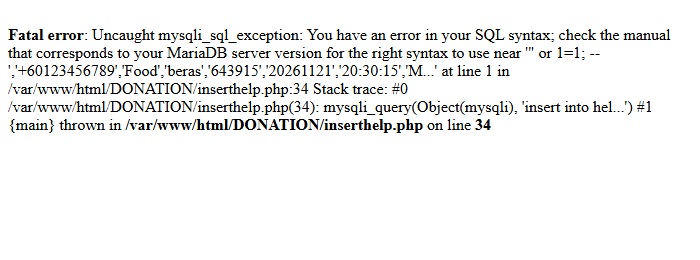 Fatal error: Uncaught mysqli_sql_exception: You have an error in your SQL syntax; check the manual
that corresponds to your MariaDB server version for the right syntax to use near '" or 1=1; --
','+60123456789','Food','beras','643915','20261121','20:30:15','M...' at line 1 in
/var/www/html/DONATION/inserthelp.php:34 Stack trace: #0
/var/www/html/DONATION/inserthelp.php(34): mysqli_query(Object(mysqli), 'insert into hel...') #1
{main} thrown in /var/www/html/DONATION/inserthelp.php on line 34